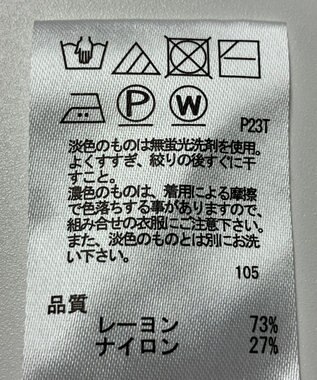 P
W
P23T
淡色のものは無蛍光洗剤を使用。
よくすすぎ、絞りの後すぐに干
すこと。
濃色のものは、着用による摩擦
で色落ちする事がありますので、
組み合せの衣服にご注意下さい。
また、淡色のものとは別にお洗
い下さい。
105
品質
レーヨン 73%
ナイロン 27%